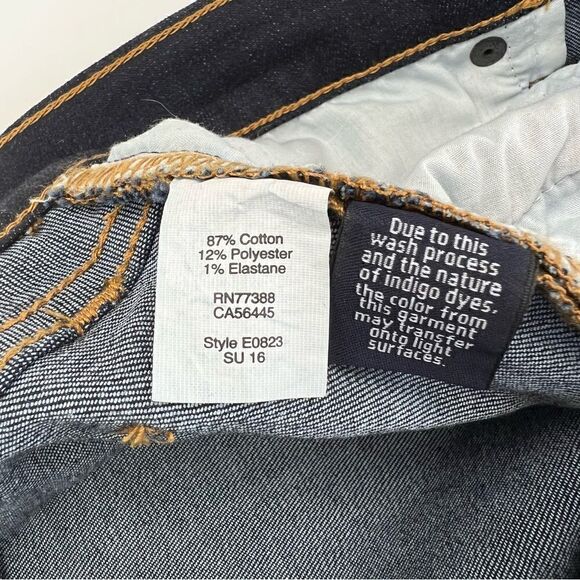 87% Cotton
12% Polyester
1% Elastane
RN77388
CA56445
Style E0823
SU 16
Due to this
wash process
and the nature
of indigo dyes,
the color from
this garment
may transfer
onto light
surfaces.